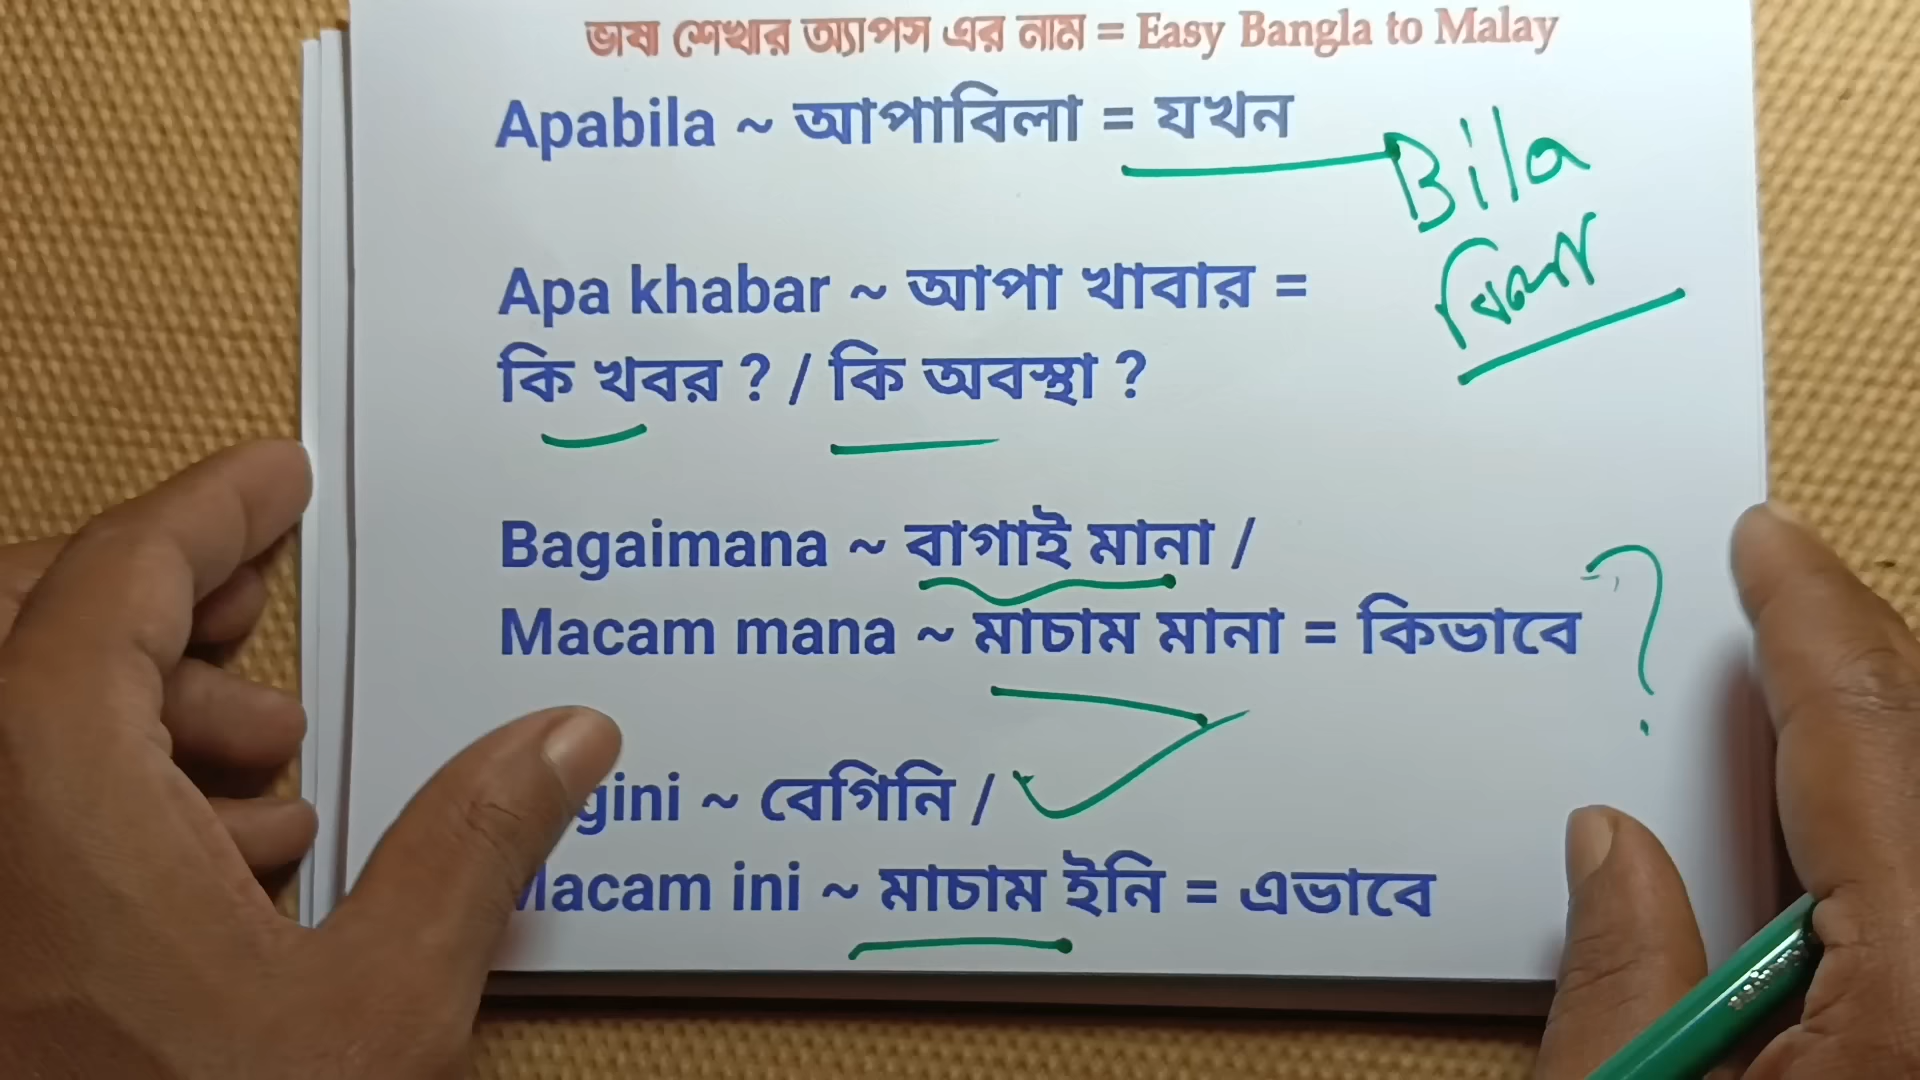 ভাষা শেখার অ্যাপস এর নাম = Easy Bangla to Malay
Apabila ~ আপাবিলা = যখন
Bila
বিলা
Apa khabar ~ আপা খাবার =
কি খবর ? / কি অবস্থা ?
Bagaimana ~ বাগাই মানা /
Macam mana ~ মাচাম মানা = কিভাবে ?
gini ~ বেগিনি /
Macam ini ~ মাচাম ইনি = এভাবে